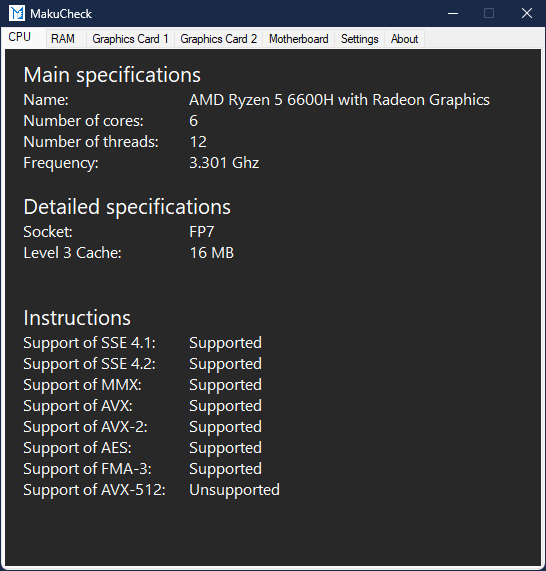 MakuCheck
CPU RAM Graphics Card 1 Graphics Card 2 Motherboard Settings About
Main specifications
Name: AMD Ryzen 5 6600H with Radeon Graphics
Number of cores: 6
Number of threads: 12
Frequency: 3.301 Ghz
Detailed specifications
Socket: FP7
Level 3 Cache: 16 MB
Instructions
Support of SSE 4.1: Supported
Support of SSE 4.2: Supported
Support of MMX: Supported
Support of AVX: Supported
Support of AVX-2: Supported
Support of AES: Supported
Support of FMA-3: Supported
Support of AVX-512: Unsupported